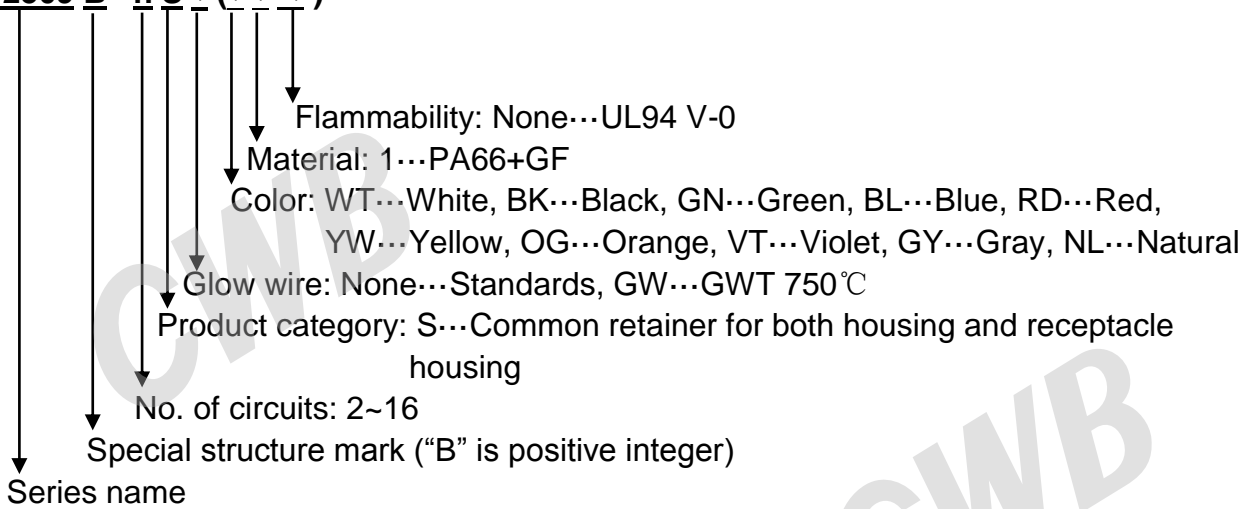 Flammability: None···UL94 V-0
Material: 1···PA66+GF
Color: WT···White, BK···Black, GN···Green, BL···Blue, RD···Red,
YW···Yellow, OG···Orange, VT···Violet, GY···Gray, NL···Natural
Glow wire: None···Standards, GW···GWT 750℃
Product category: S···Common retainer for both housing and receptacle
housing
No. of circuits: 2~16
Special structure mark (“B” is positive integer)
Series name
CWB
CWB